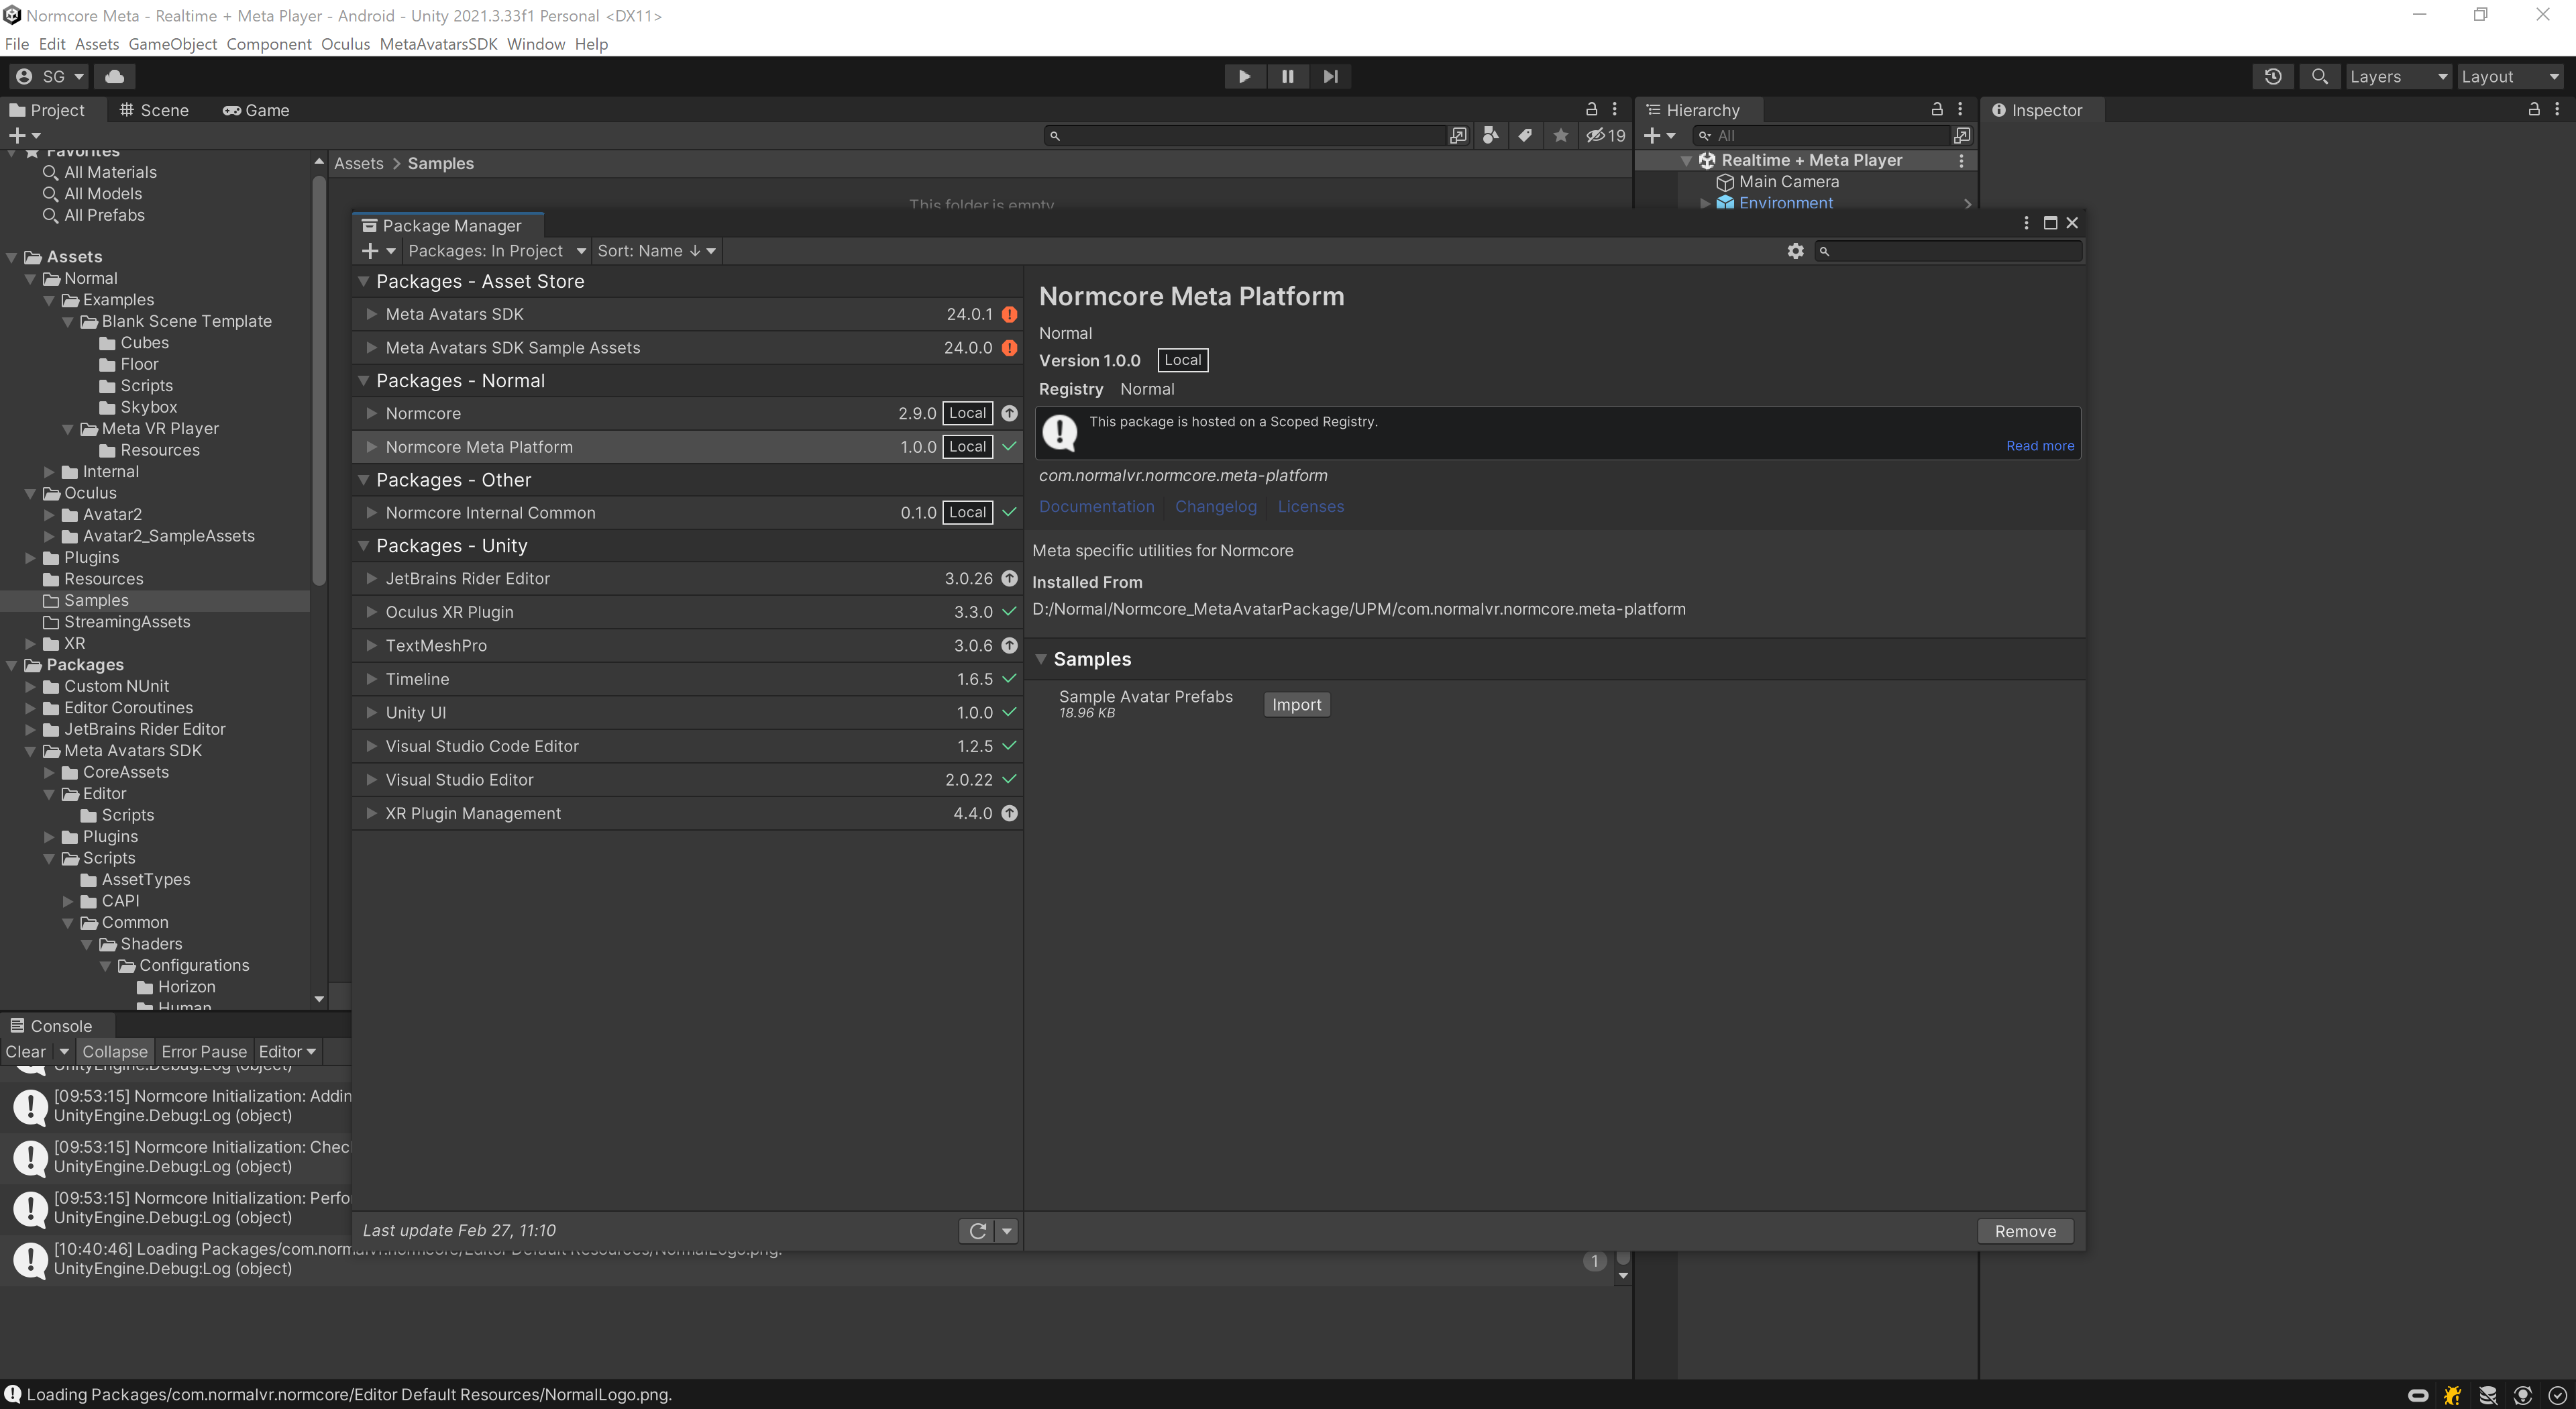 Normcore Meta - Realtime + Meta Player - Android - Unity 2021.3.33f1 Personal <DX11>
File Edit Assets GameObject Component Oculus MetaAvatarsSDK Window Help
SG
Layers
Layout
Project
Scene
Game
Hierarchy
Inspector
19
All
Favorites
All Materials
All Models
All Prefabs
Assets
Normal
Examples
Blank Scene Template
Cubes
Floor
Scripts
Skybox
Meta VR Player
Resources
Internal
Oculus
Avatar2
Avatar2_SampleAssets
Plugins
Resources
Samples
StreamingAssets
XR
Packages
Custom NUnit
Editor Coroutines
JetBrains Rider Editor
Meta Avatars SDK
CoreAssets
Editor
Scripts
Plugins
Scripts
AssetTypes
CAPI
Common
Shaders
Configurations
Horizon
Human
Assets > Samples
This folder is empty
Realtime + Meta Player
Main Camera
Environment
Package Manager
Packages: In Project
Sort: Name ↓
Packages - Asset Store
Meta Avatars SDK 24.0.1
Meta Avatars SDK Sample Assets 24.0.0
Packages - Normal
Normcore 2.9.0 Local
Normcore Meta Platform 1.0.0 Local
Packages - Other
Normcore Internal Common 0.1.0 Local
Packages - Unity
JetBrains Rider Editor 3.0.26
Oculus XR Plugin 3.3.0
TextMeshPro 3.0.6
Timeline 1.6.5
Unity UI 1.0.0
Visual Studio Code Editor 1.2.5
Visual Studio Editor 2.0.22
XR Plugin Management 4.4.0
Last update Feb 27, 11:10
Normcore Meta Platform
Normal
Version 1.0.0 Local
Registry Normal
This package is hosted on a Scoped Registry.
Read more
com.normalvr.normcore.meta-platform
Documentation Changelog Licenses
Meta specific utilities for Normcore
Installed From
D:/Normal/Normcore_MetaAvatarPackage/UPM/com.normalvr.normcore.meta-platform
Samples
Sample Avatar Prefabs
18.96 KB
Import
Remove
Console
Clear
Collapse
Error Pause
Editor
UnityEngine.Debug:Log (object)
[09:53:15] Normcore Initialization: Addin
UnityEngine.Debug:Log (object)
[09:53:15] Normcore Initialization: Chec
UnityEngine.Debug:Log (object)
[09:53:15] Normcore Initialization: Perfo
UnityEngine.Debug:Log (object)
[10:40:46] Loading Packages/com.normalvr.normcore/Editor Default Resources/NormalLogo.png.
UnityEngine.Debug:Log (object)
1
Loading Packages/com.normalvr.normcore/Editor Default Resources/NormalLogo.png.